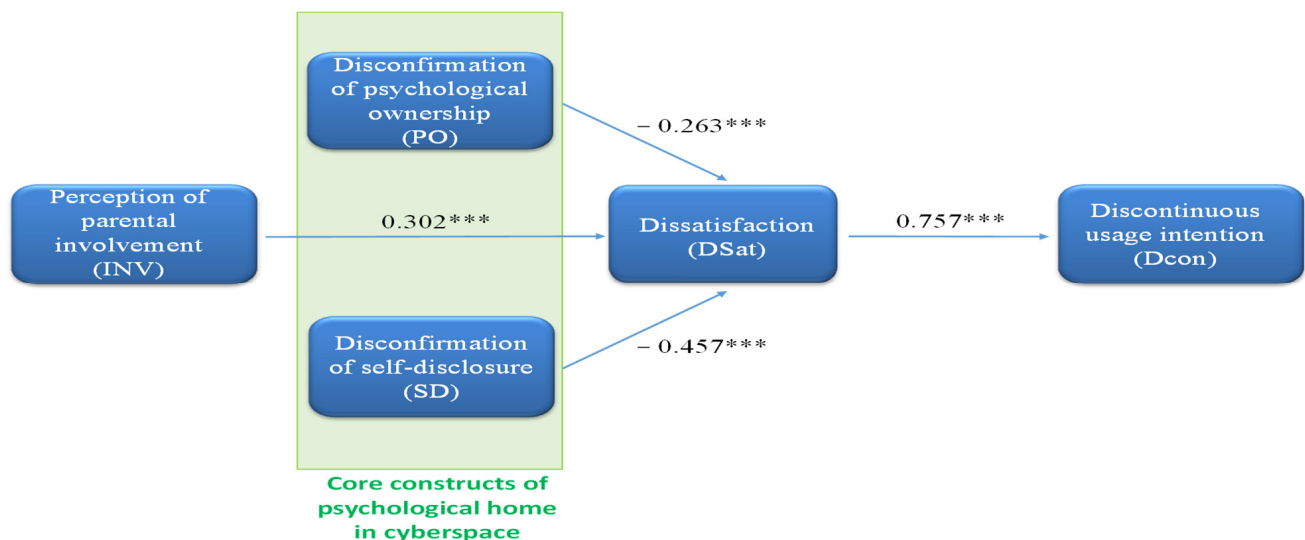 Disconfirmation
of psychological
ownership
(PO)
– 0.263***
Perception of
parental
involvement
(INV)
0.302***
Dissatisfaction
(DSat)
0.757***
Discontinuous
usage intention
(Dcon)
Disconfirmation
of self-disclosure
(SD)
– 0.457***
Core constructs of
psychological home
in cyberspace